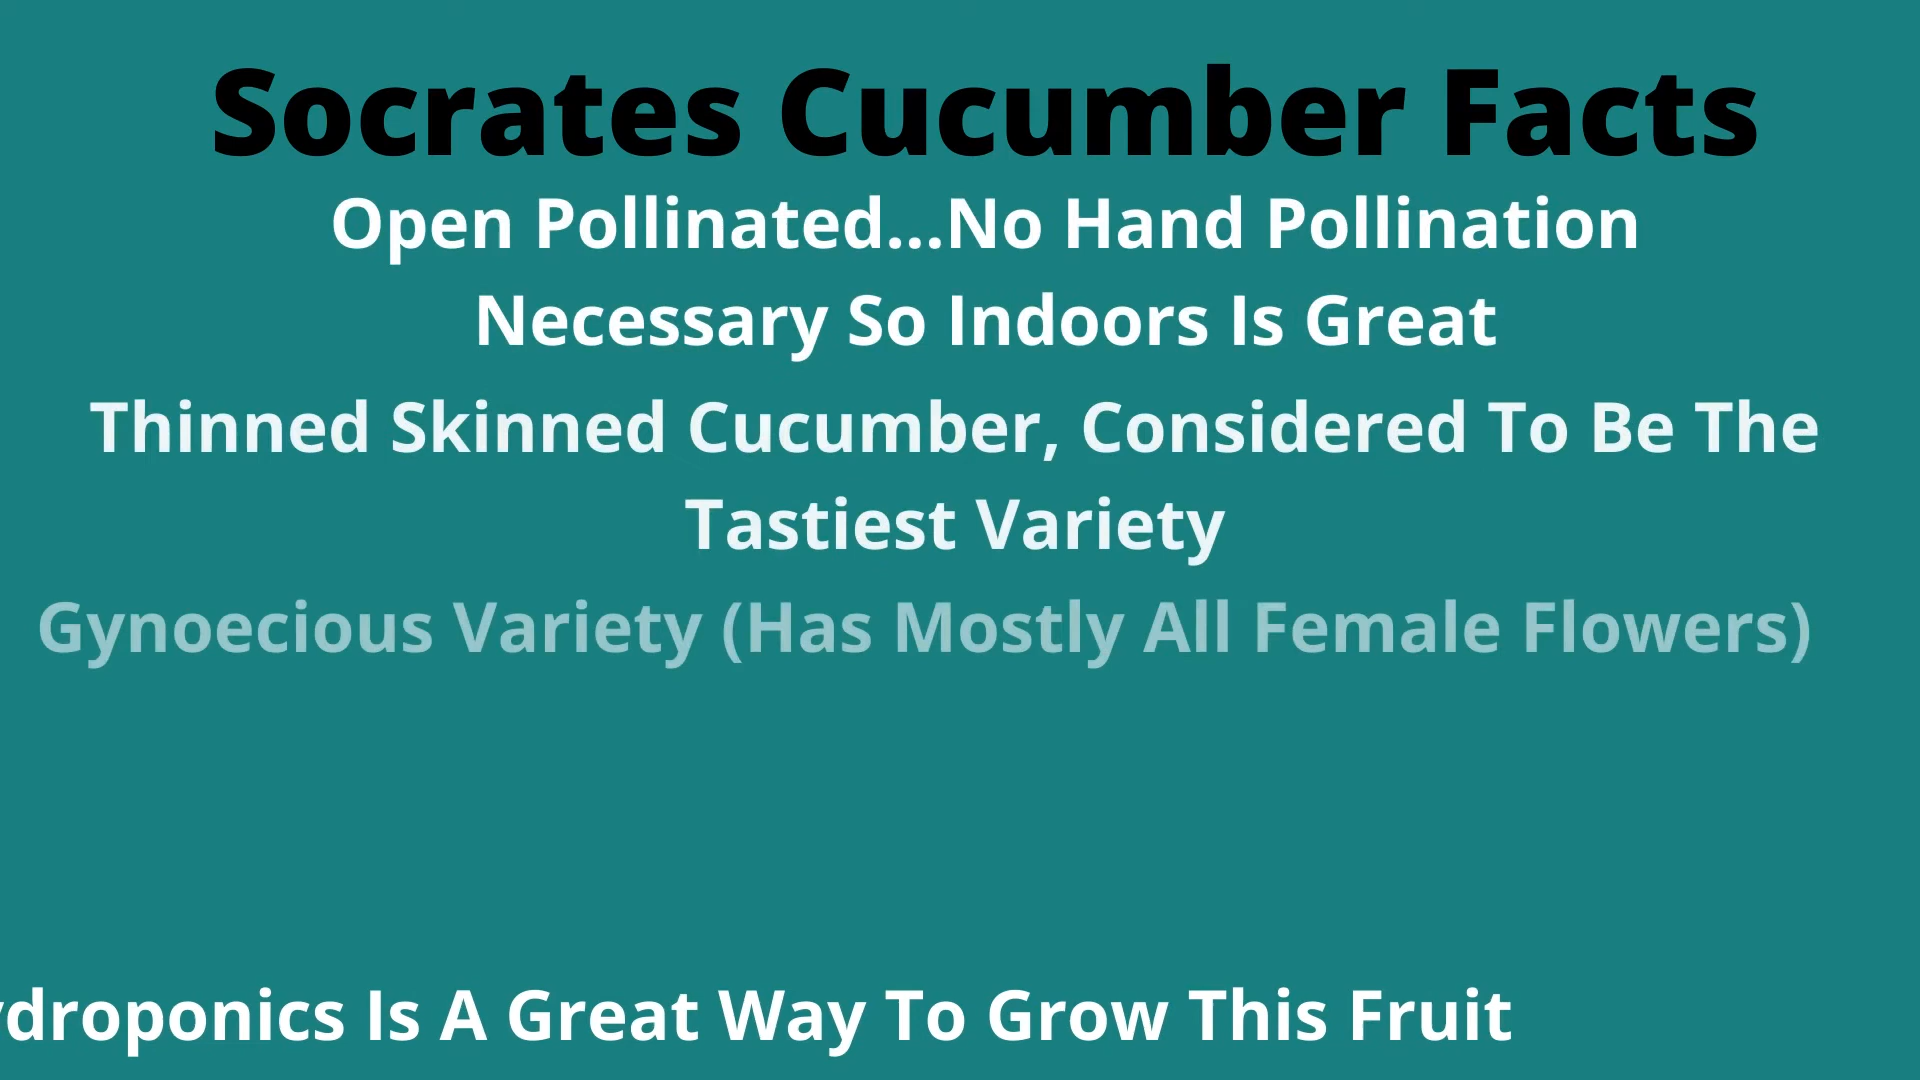 Socrates Cucumber Facts
Open Pollinated...No Hand Pollination
Necessary So Indoors Is Great
Thinned Skinned Cucumber, Considered To Be The
Tastiest Variety
Gynoecious Variety (Has Mostly All Female Flowers)
ydroponics Is A Great Way To Grow This Fruit